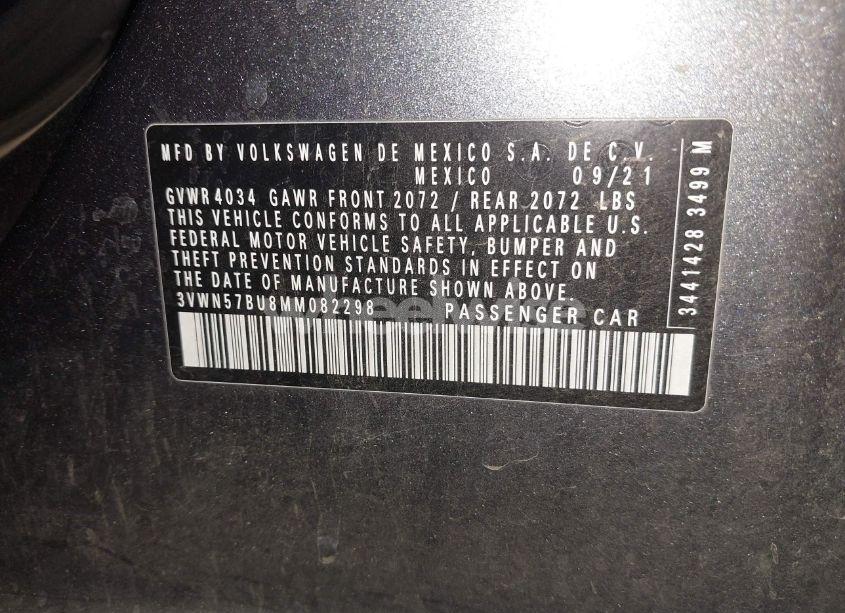 MFD BY VOLKSWAGEN DE MEXICO S.A. DE C.V.
MEXICO 09/21
GVWR 4034 GAWR FRONT 2072 / REAR 2072 LBS
THIS VEHICLE CONFORMS TO ALL APPLICABLE U.S.
FEDERAL MOTOR VEHICLE SAFETY, BUMPER AND
THEFT PREVENTION STANDARDS IN EFFECT ON
THE DATE OF MANUFACTURE SHOWN ABOVE.
3VWN57BU8MM082298 PASSENGER CAR
3441428 3499 M